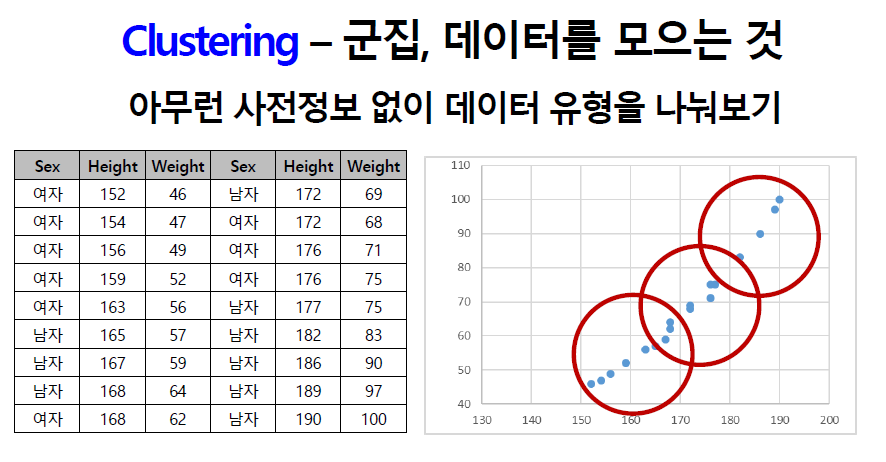 Clustering – 군집, 데이터를 모으는 것
아무런 사전정보 없이 데이터 유형을 나눠보기
Sex Height Weight Sex Height Weight
여자 152 46 남자 172 69
여자 154 47 여자 172 68
여자 156 49 여자 176 71
여자 159 52 여자 176 75
여자 163 56 남자 177 75
남자 165 57 남자 182 83
남자 167 59 남자 186 90
남자 168 64 남자 189 97
여자 168 62 남자 190 100
110
100
90
80
70
60
50
40
130 140 150 160 170 180 190 200